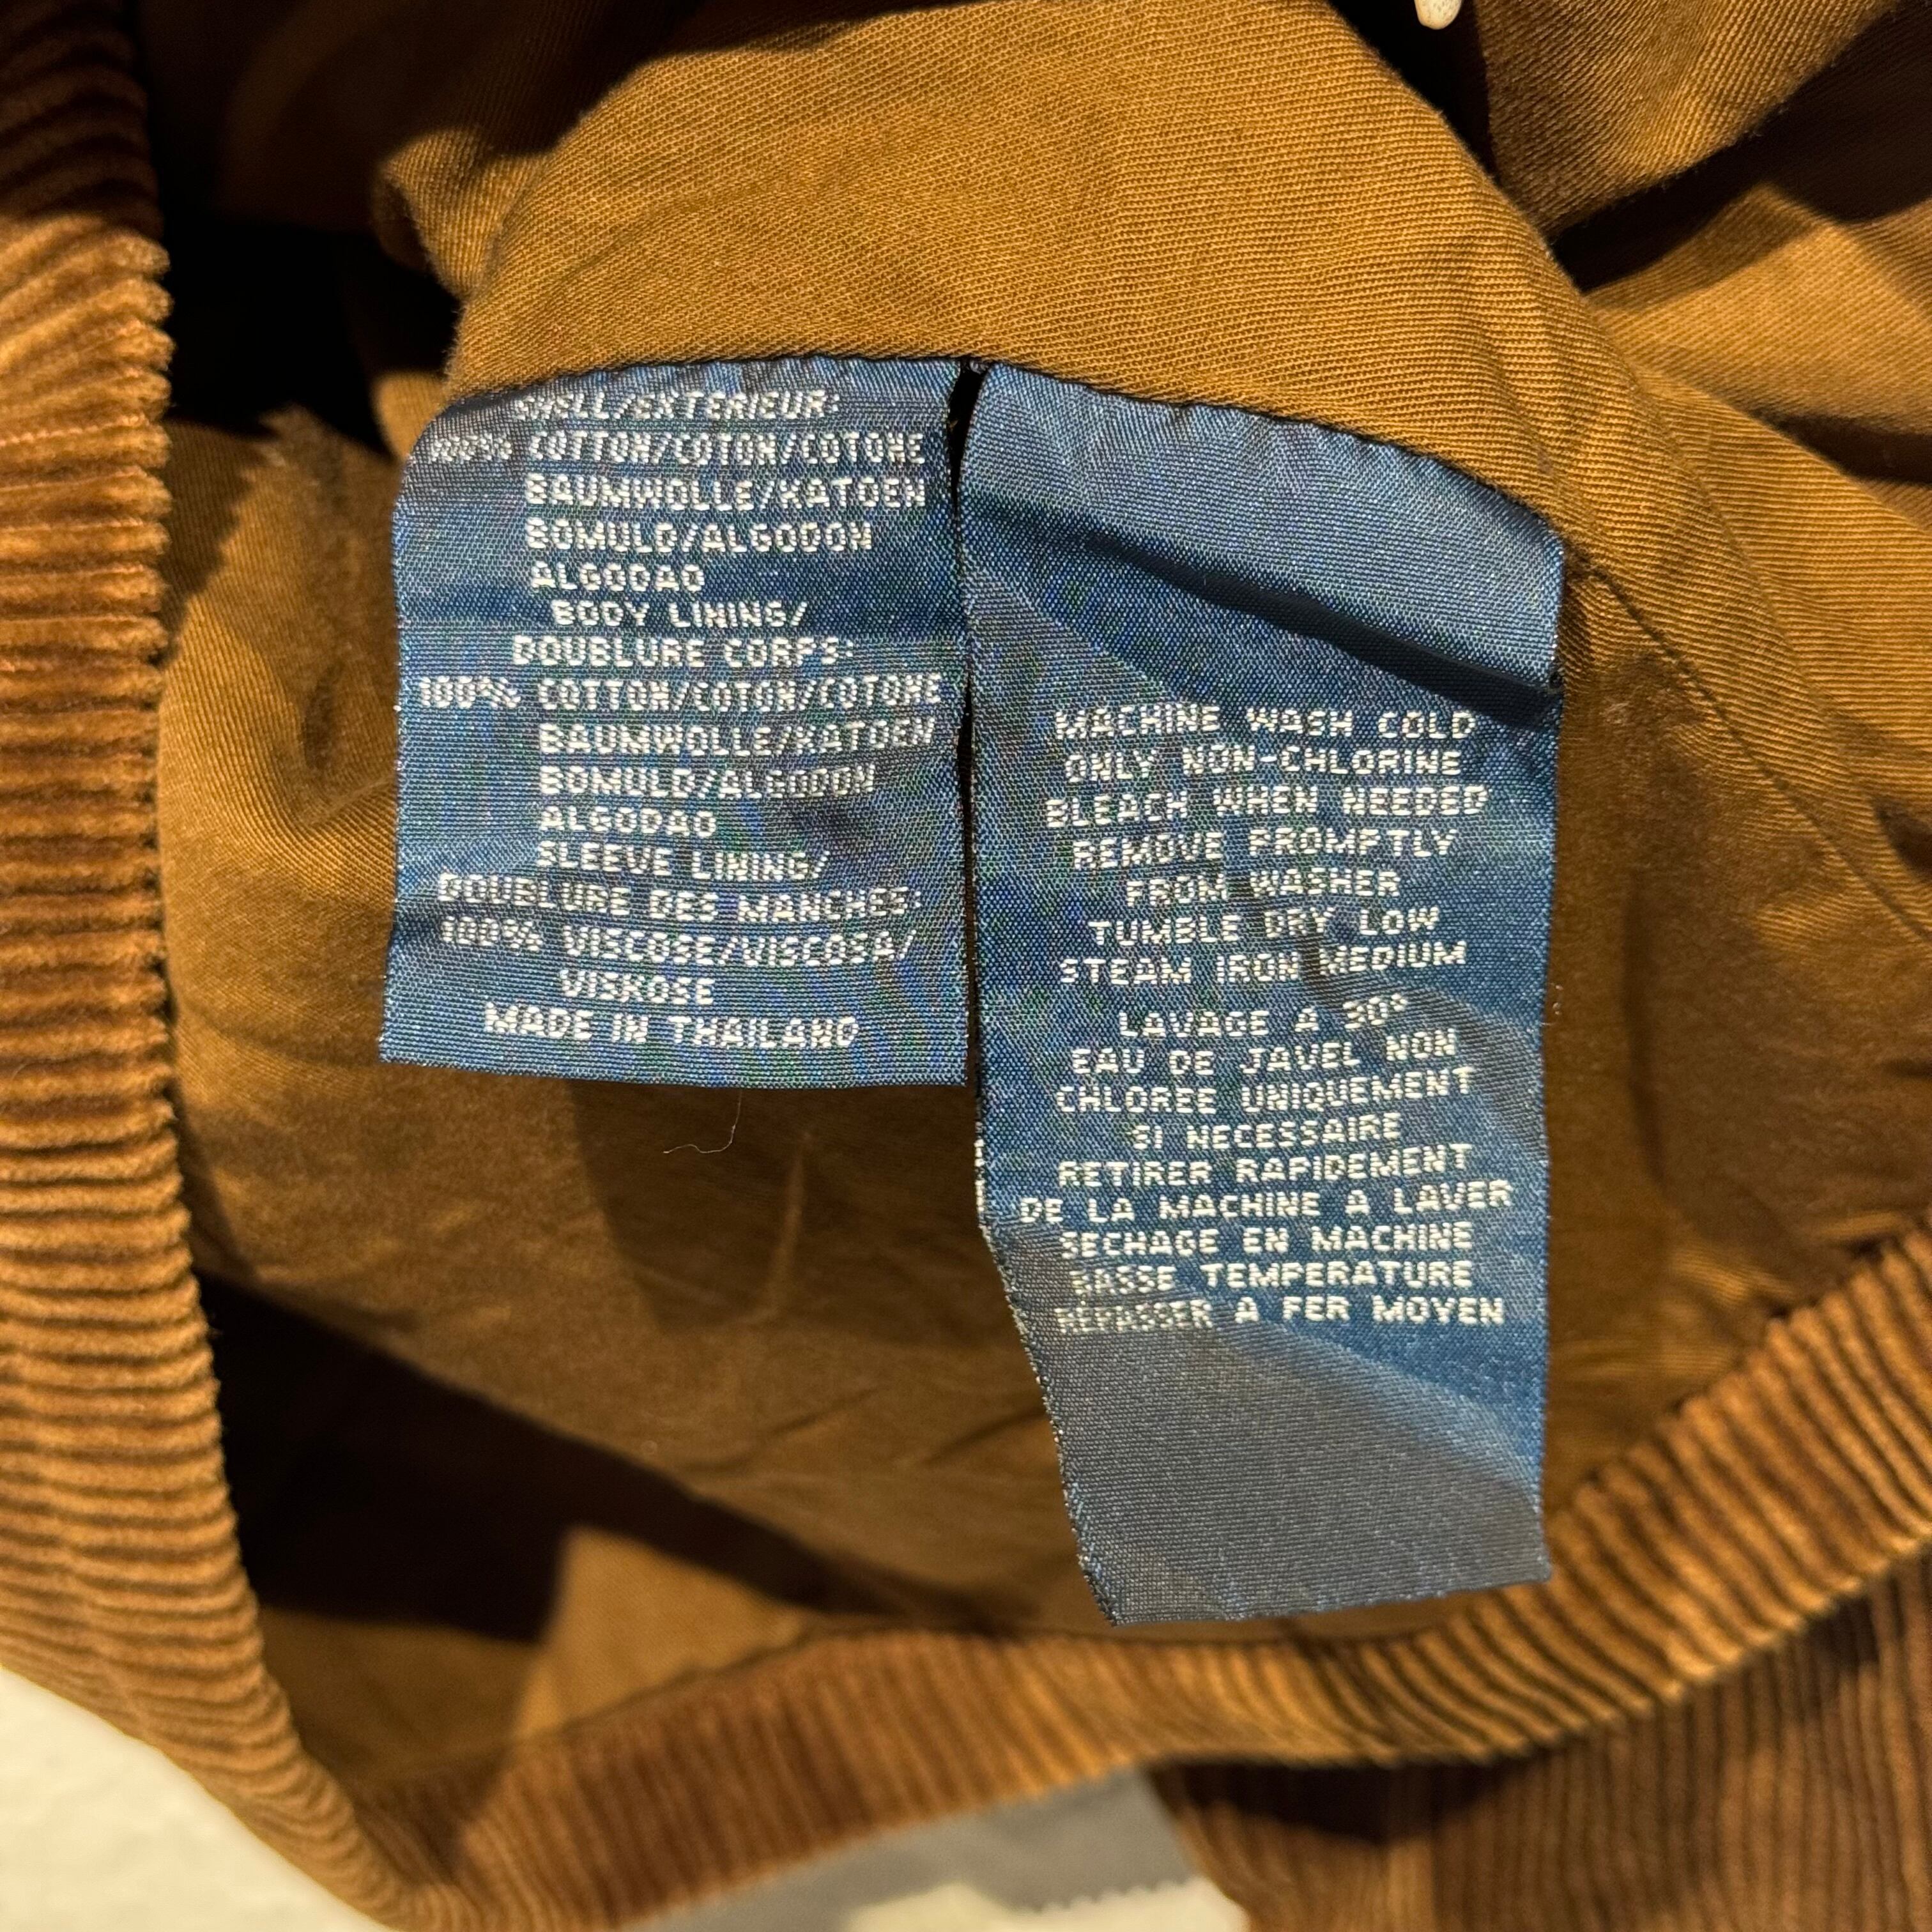 SHELL/EXTERIEUR:
100% COTTON/COTON/COTONE
BAUMWOLLE/KATOEN
BOMULD/ALGODON
ALGODAO
BODY LINING/
DOUBLURE CORPS:
100% COTTON/COTON/COTONE
BAUMWOLLE/KATOEN
BOMULD/ALGODON
ALGODAO
SLEEVE LINING/
DOUBLURE DES MANCHES:
100% VISCOSE/VISCOSA/
VISKOSE
MADE IN THAILAND
MACHINE WASH COLD
ONLY NON-CHLORINE
BLEACH WHEN NEEDED
REMOVE PROMPTLY
FROM WASHER
TUMBLE DRY LOW
STEAM IRON MEDIUM
LAVAGE A 30°
EAU DE JAVEL NON
CHLOREE UNIQUEMENT
SI NECESSAIRE
RETIRER RAPIDEMENT
DE LA MACHINE A LAVER
SECHAGE EN MACHINE
BASSE TEMPERATURE
REPASSER A FER MOYEN